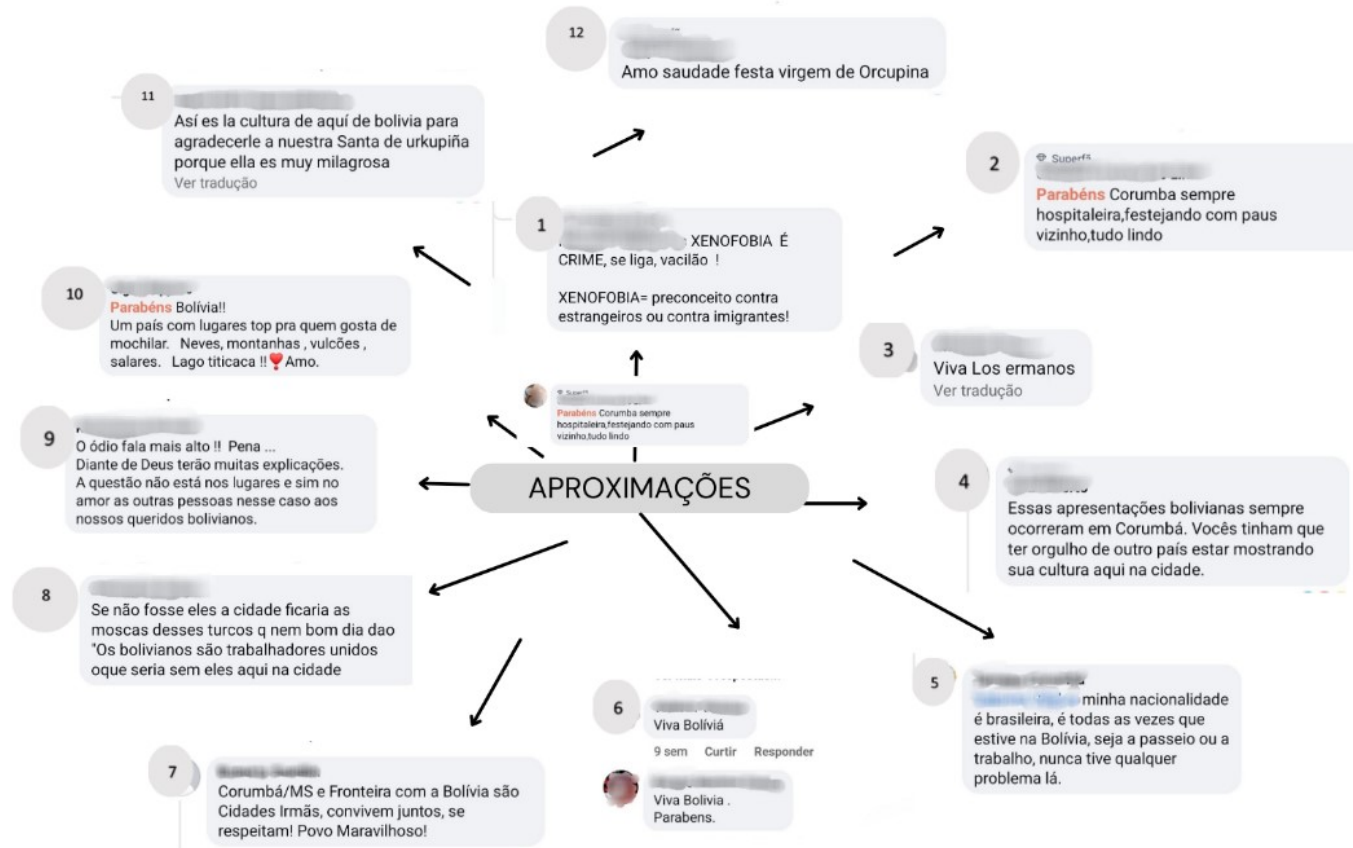 12
Amo saudade festa virgem de Orcupina
11
Así es la cultura de aquí de bolivia para
agradecerle a nuestra Santa de urkupiña
porque ella es muy milagrosa
Ver tradução
2
Superfã
Parabéns Corumba sempre
hospitaleira,festejando com paus
vizinho,tudo lindo
1
XENOFOBIA É
CRIME, se liga, vacilão !
XENOFOBIA= preconceito contra
estrangeiros ou contra imigrantes!
10
Parabéns Bolívia!!
Um país com lugares top pra quem gosta de
mochilar. Neves, montanhas , vulcões ,
salares. Lago titicaca !!❣️Amo.
3
Viva Los ermanos
Ver tradução
Parabéns Corumba sempre
hospitaleira,festejando com paus
vizinho,tudo lindo
APROXIMAÇÕES
9
O ódio fala mais alto !! Pena ...
Diante de Deus terão muitas explicações.
A questão não está nos lugares e sim no
amor as outras pessoas nesse caso aos
nossos queridos bolivianos.
4
Essas apresentações bolivianas sempre
ocorreram em Corumbá. Vocês tinham que
ter orgulho de outro país estar mostrando
sua cultura aqui na cidade.
8
Se não fosse eles a cidade ficaria as
moscas desses turcos q nem bom dia dao
"Os bolivianos são trabalhadores unidos
oque seria sem eles aqui na cidade
5
minha nacionalidade
é brasileira, é todas as vezes que
estive na Bolívia, seja a passeio ou a
trabalho, nunca tive qualquer
problema lá.
6
Viva Bolíviá
9 sem Curtir Responder
Viva Bolivia .
Parabens.
7
Corumbá/MS e Fronteira com a Bolívia são
Cidades Irmãs, convivem juntos, se
respeitam! Povo Maravilhoso!